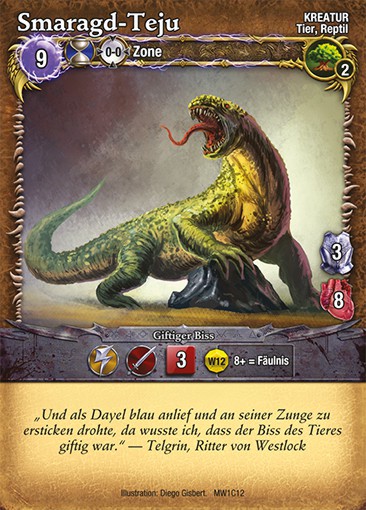 Smaragd-Teju
KREATUR
Tier, Reptil
9
0-0 Zone
2
3
8
Giftiger Biss
3
W12
8+ = Fäulnis
„Und als Dayel blau anlief und an seiner Zunge zu
ersticken drohte, da wusste ich, dass der Biss des Tieres
giftig war.“ — Telgrin, Ritter von Westlock
Illustration: Diego Gisbert. MW1C12